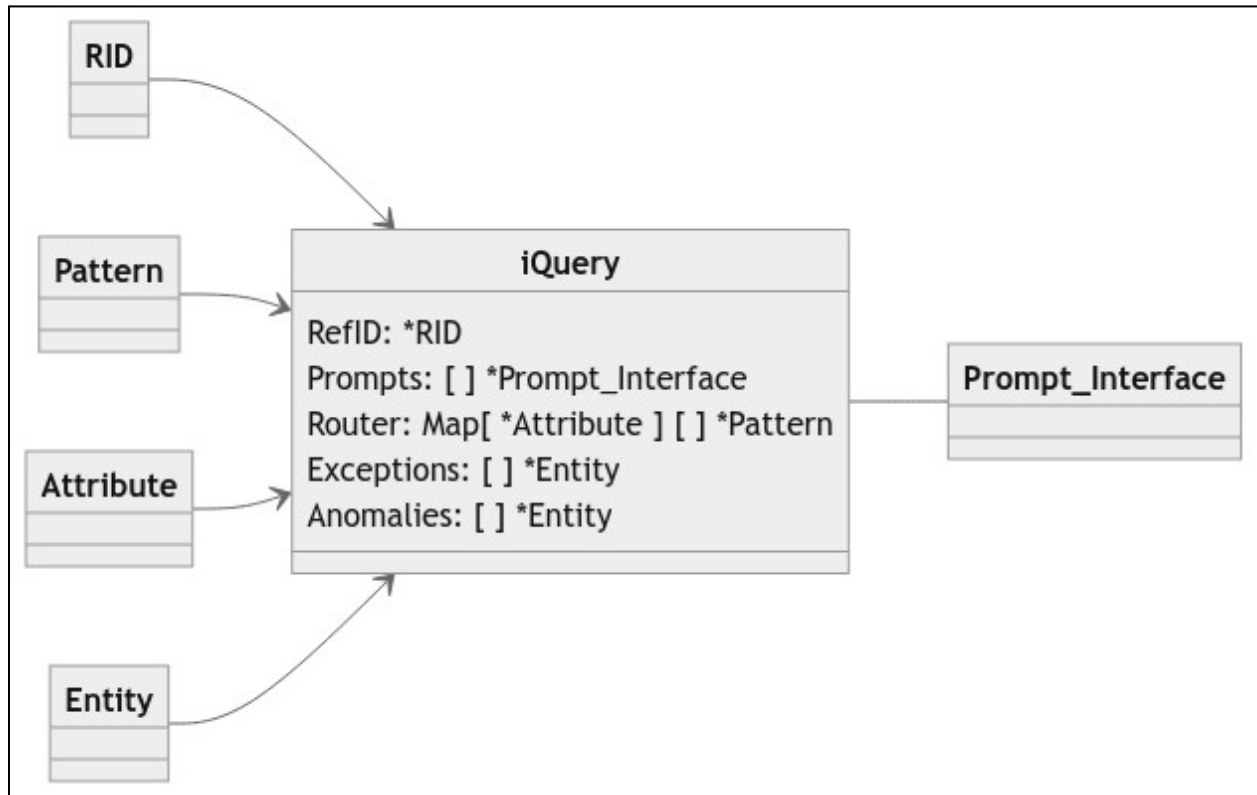 RID
Pattern
Attribute
Entity
iQuery
RefID: *RID
Prompts: [ ] *Prompt_Interface
Router: Map[ *Attribute ] [ ] *Pattern
Exceptions: [ ] *Entity
Anomalies: [ ] *Entity
Prompt_Interface